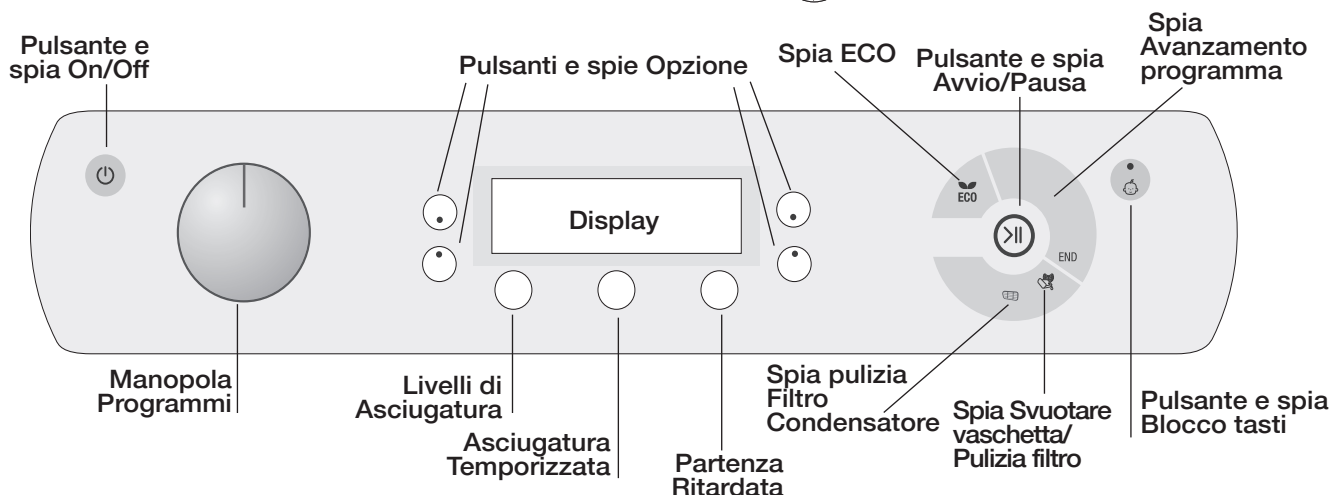 Pulsante e
spia On/Off
Pulsanti e spie Opzione
Spia ECO
Pulsante e spia
Avvio/Pausa
Spia
Avanzamento
programma
Display
ECO
END
Manopola
Programmi
Livelli di
Asciugatura
Asciugatura
Temporizzata
Partenza
Ritardata
Spia pulizia
Filtro
Condensatore
Spia Svuotare
vaschetta/
Pulizia filtro
Pulsante e spia
Blocco tasti